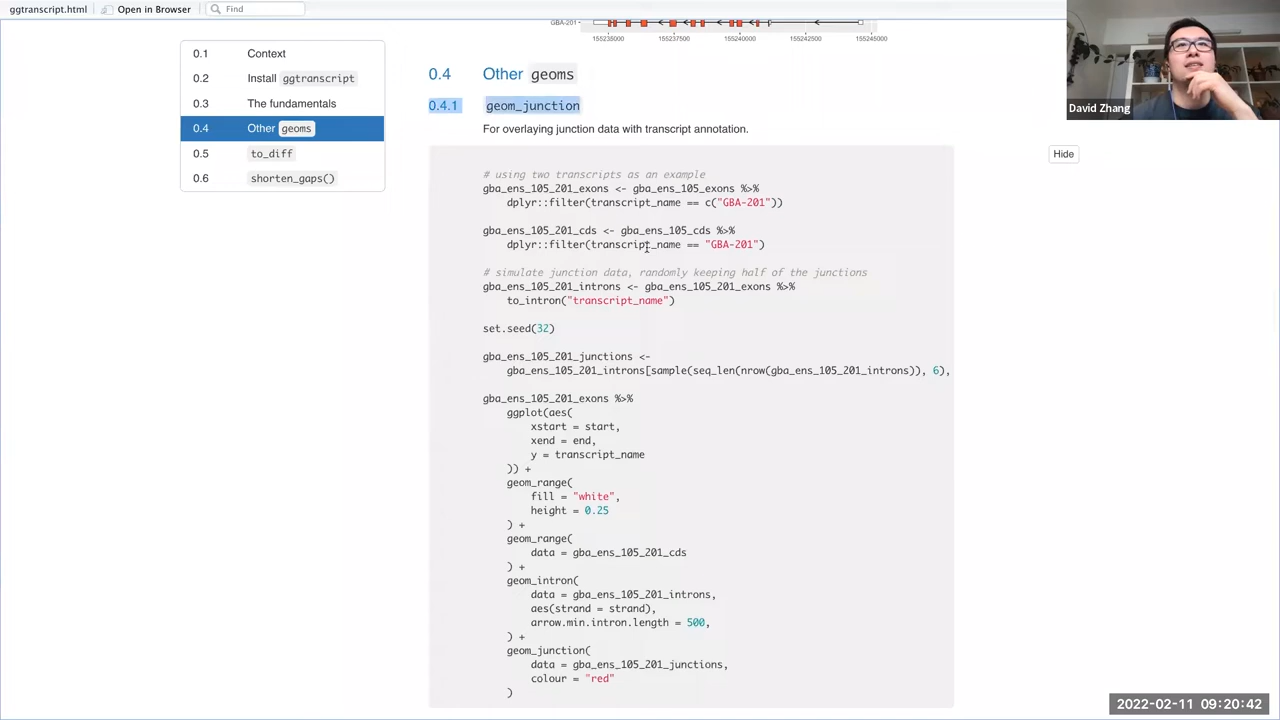 ggtranscript.html
Open in Browser
Find
GBA-201
155235000 155237500 155240000 155242500 155245000
0.1 Context
0.2 Install ggtranscript
0.3 The fundamentals
0.4 Other geoms
0.5 to_diff
0.6 shorten_gaps()
0.4 Other geoms
0.4.1 geom_junction
For overlaying junction data with transcript annotation.
Hide
# using two transcripts as an example
gba_ens_105_201_exons <- gba_ens_105_exons %>%
dplyr::filter(transcript_name == c("GBA-201"))
gba_ens_105_201_cds <- gba_ens_105_cds %>%
dplyr::filter(transcript_name == "GBA-201")
# simulate junction data, randomly keeping half of the junctions
gba_ens_105_201_introns <- gba_ens_105_201_exons %>%
to_intron("transcript_name")
set.seed(32)
gba_ens_105_201_junctions <-
gba_ens_105_201_introns[sample(seq_len(nrow(gba_ens_105_201_introns)), 6),
gba_ens_105_201_exons %>%
ggplot(aes(
xstart = start,
xend = end,
y = transcript_name
)) +
geom_range(
fill = "white",
height = 0.25
) +
geom_range(
data = gba_ens_105_201_cds
) +
geom_intron(
data = gba_ens_105_201_introns,
aes(strand = strand),
arrow.min.intron.length = 500,
) +
geom_junction(
data = gba_ens_105_201_junctions,
colour = "red"
)
David Zhang
2022-02-11 09:20:42